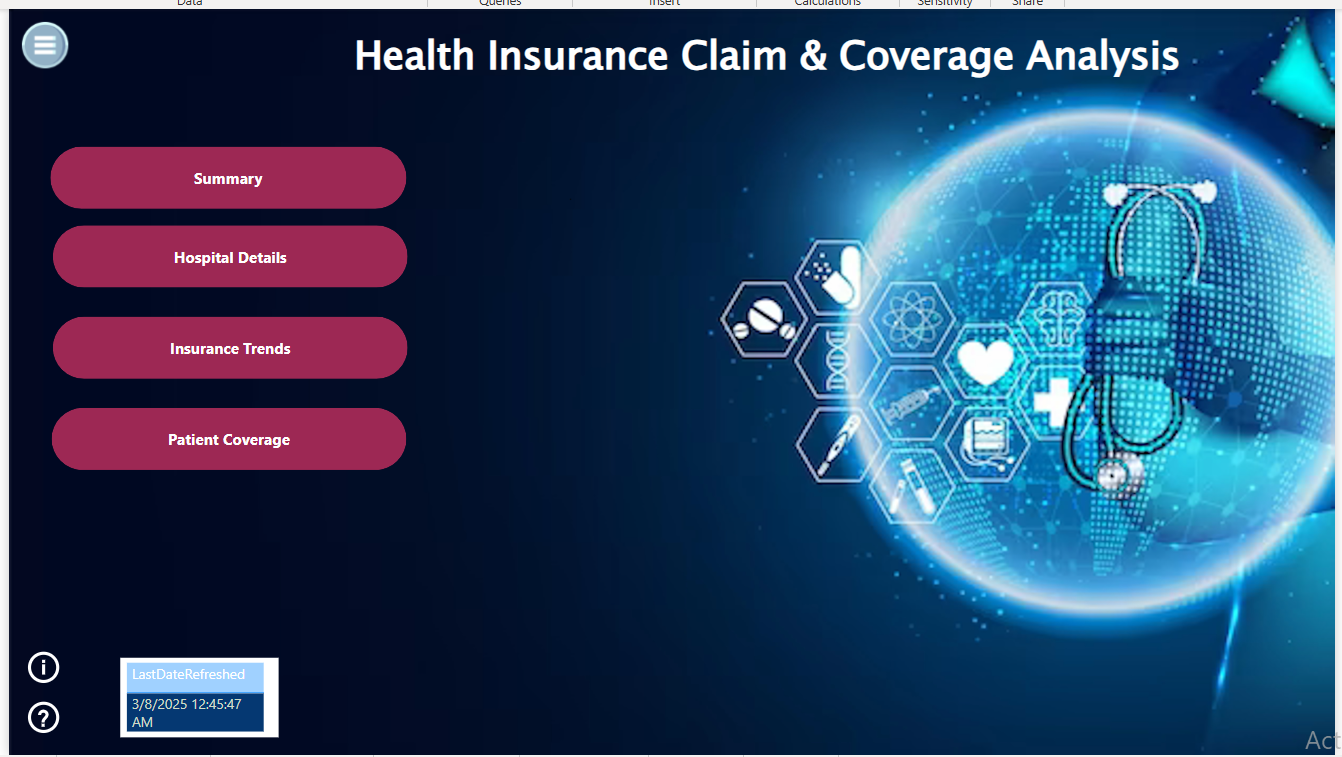 Data Queries Insert Calculations Sensitivity Share
Health Insurance Claim & Coverage Analysis
Summary
Hospital Details
Insurance Trends
Patient Coverage
LastDateRefreshed
3/8/2025 12:45:47
AM
Act